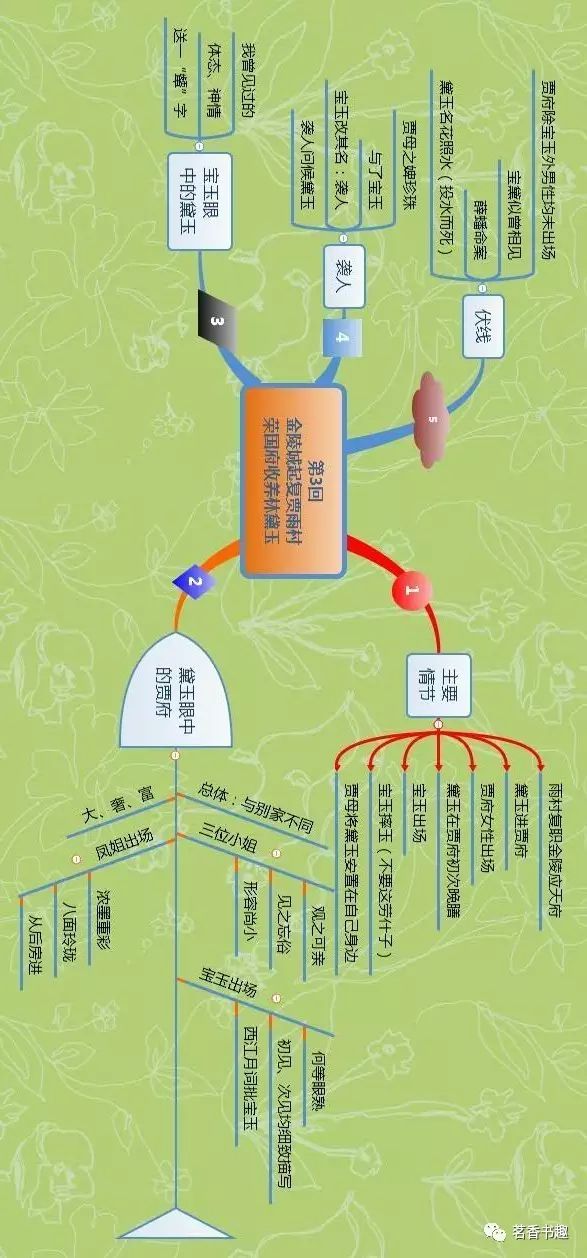 第3回
金陵城起复贾雨村
荣国府收养林黛玉
1
主要
情节
雨村复职金陵应天府
黛玉进贾府
贾府女性出场
黛玉在贾府初次晚膳
宝玉出场
宝玉摔玉（不要这劳什子）
贾母将黛玉安置在自己身边
2
黛玉眼中
的贾府
总体：与别家不同
大、奢、富
三位小姐
观之可亲
见之忘俗
形容尚小
凤姐出场
浓墨重彩
八面玲珑
从后房进
宝玉出场
何等眼熟
初见、次见均细致描写
西江月词批宝玉
3
宝玉眼
中的黛玉
我曾见过的
体态、神情
送一“颦”字
4
袭人
贾母之婢珍珠
与了宝玉
宝玉改其名：袭人
袭人问候黛玉
5
伏线
贾府除宝玉外男性均未出场
宝黛似曾相见
薛蟠命案
黛玉名花照水（投水而死）
茗香书趣